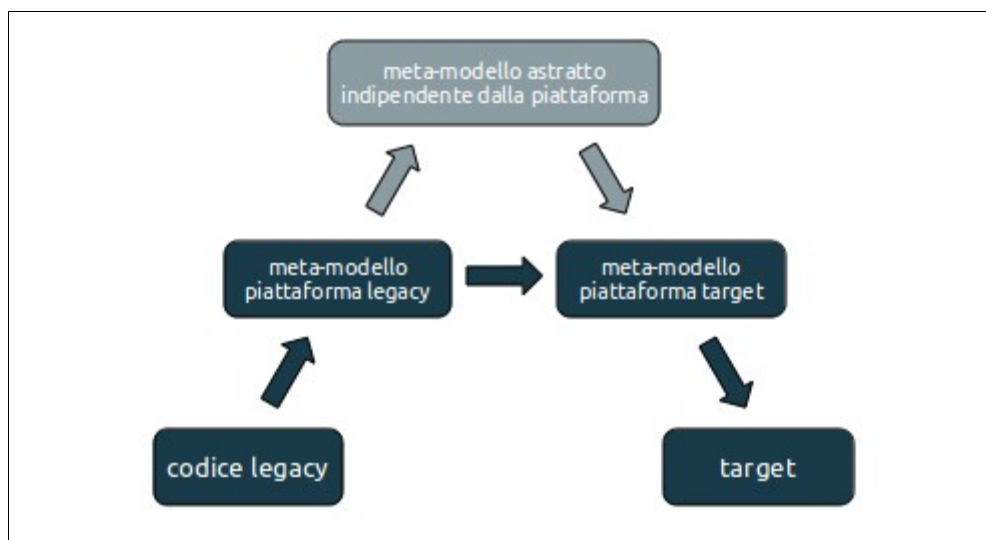 meta-modello astratto
indipendente dalla piattaforma
meta-modello
piattaforma legacy
meta-modello
piattaforma target
codice legacy
target